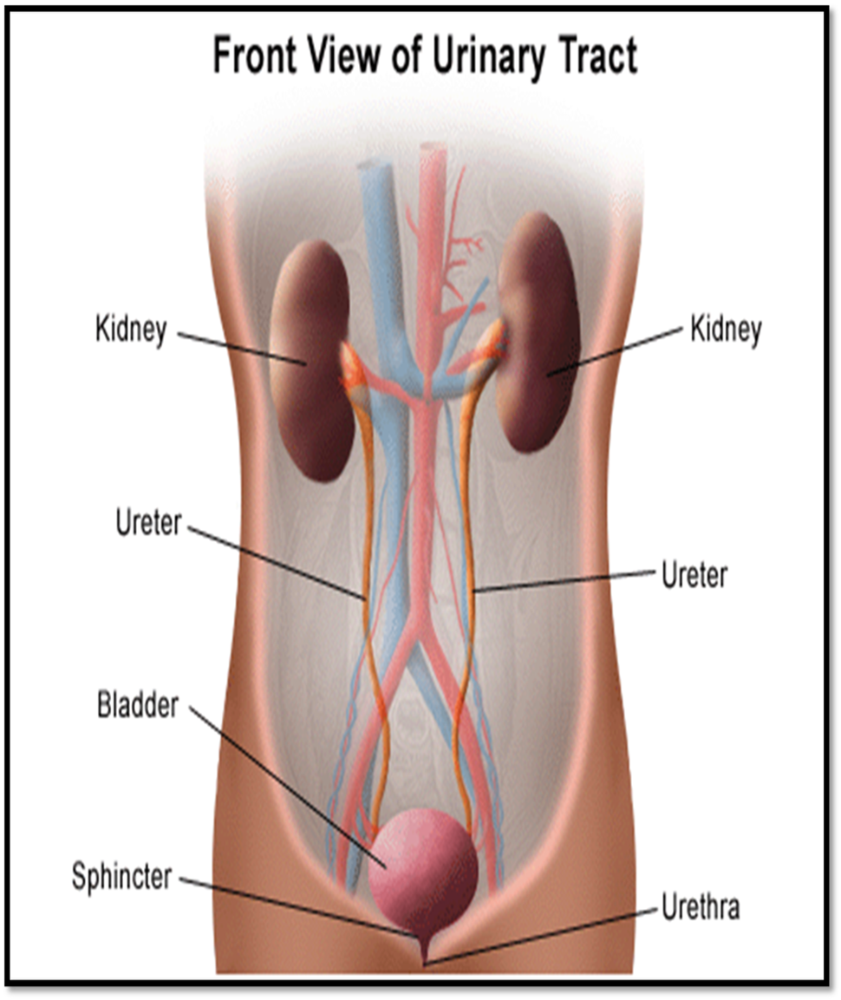 Front View of Urinary Tract
Kidney
Kidney
Ureter
Ureter
Bladder
Sphincter
Urethra